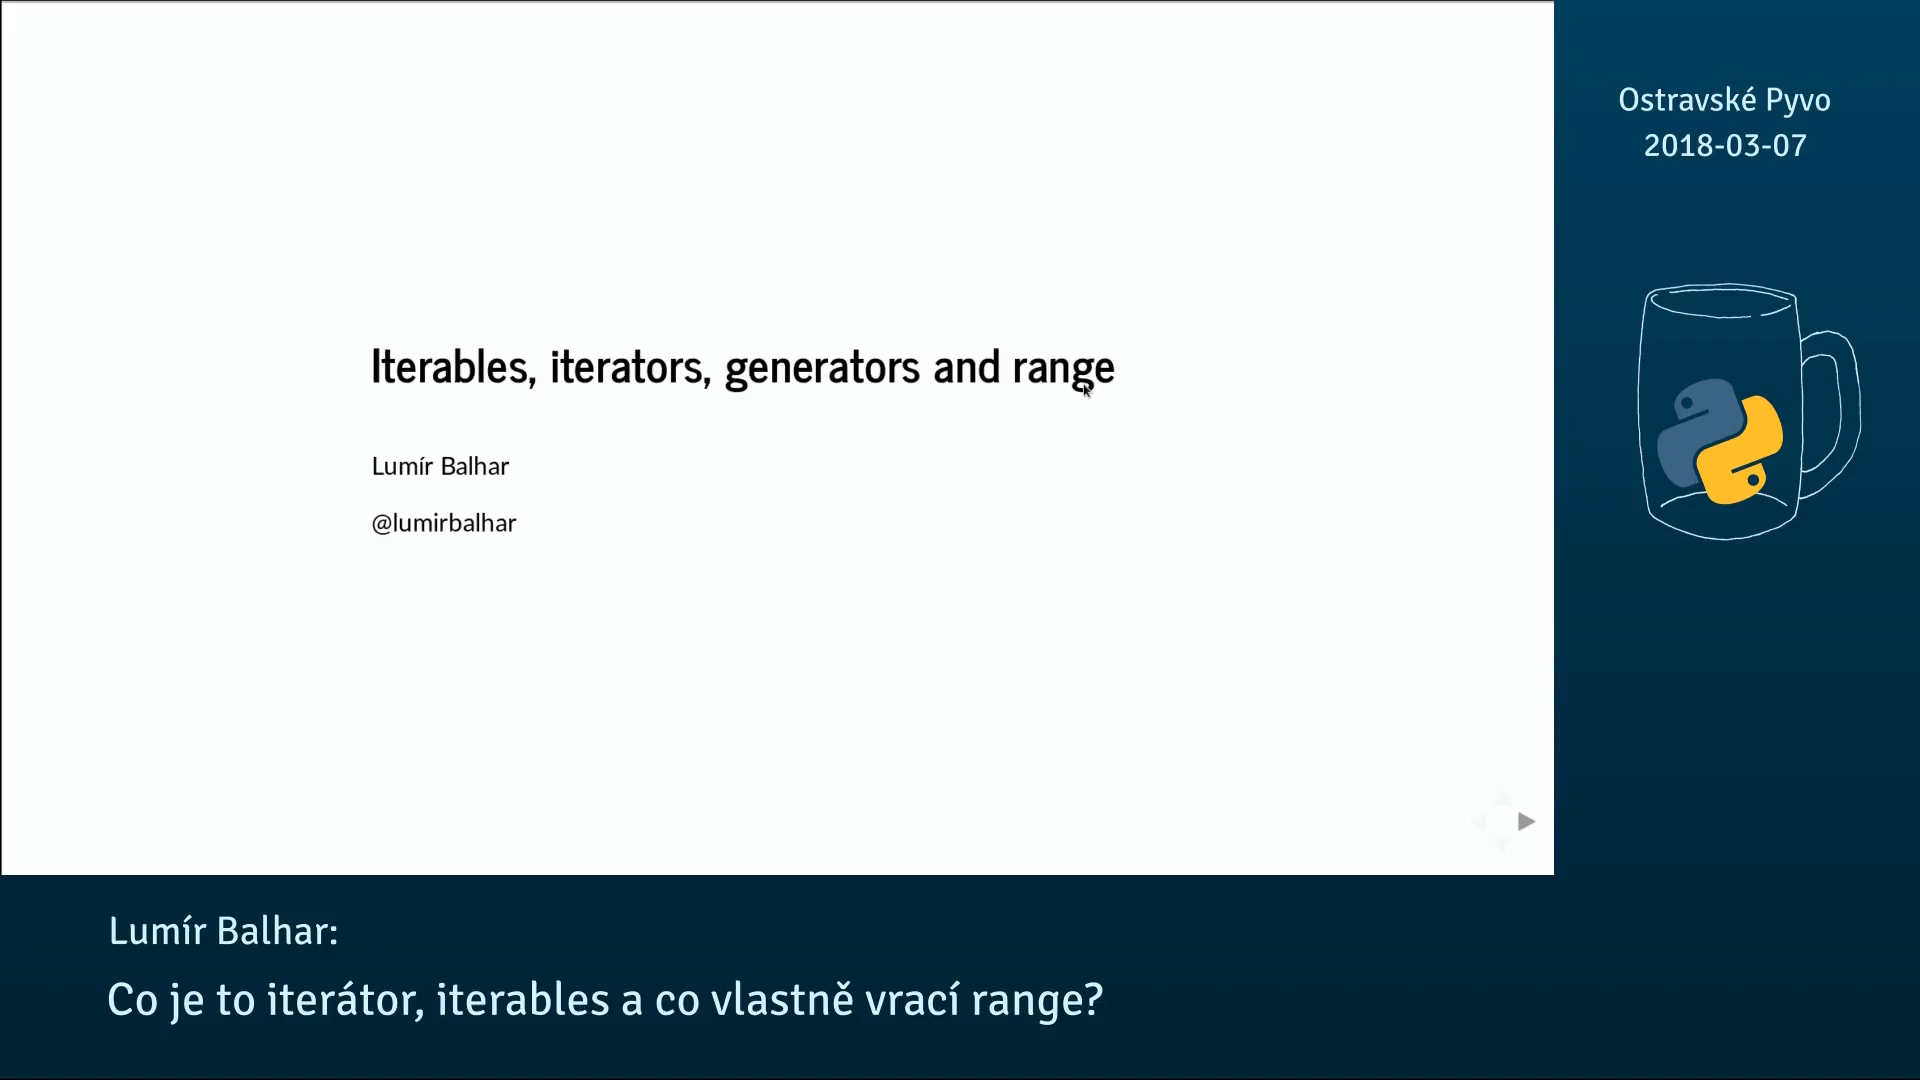 Iterables, iterators, generators and range
Lumír Balhar
@lumirbalhar
Ostravské Pyvo
2018-03-07
Lumír Balhar:
Co je to iterátor, iterables a co vlastně vrací range?